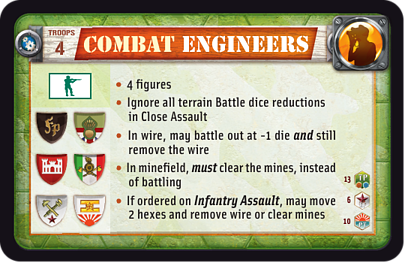 TROOPS
4
COMBAT ENGINEERS
• 4 figures
• Ignore all terrain Battle dice reductions
in Close Assault
• In wire, may battle out at -1 die and still
remove the wire
• In minefield, must clear the mines, instead
of battling
• If ordered on Infantry Assault, may move
2 hexes and remove wire or clear mines
13
6
10